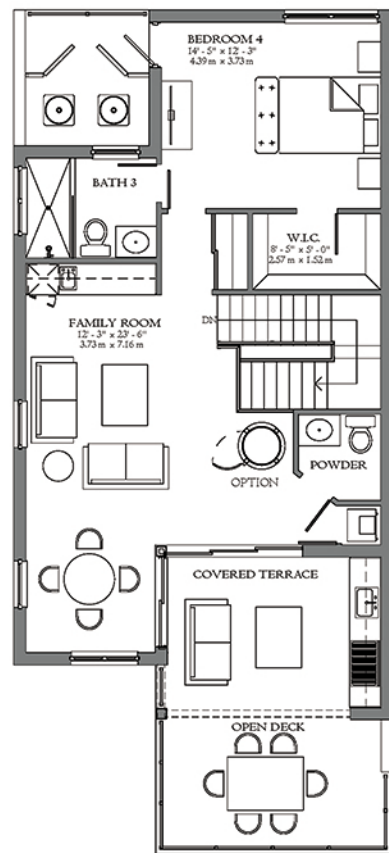 BEDROOM 4
14' - 5" x 12' - 3"
4.39 m x 3.73 m
BATH 3
W.I.C.
8' - 5" x 5' - 0"
2.57 m x 1.52 m
DN
FAMILY ROOM
12' - 3" x 23' - 6"
3.73 m x 7.16 m
POWDER
OPTION
COVERED TERRACE
OPEN DECK